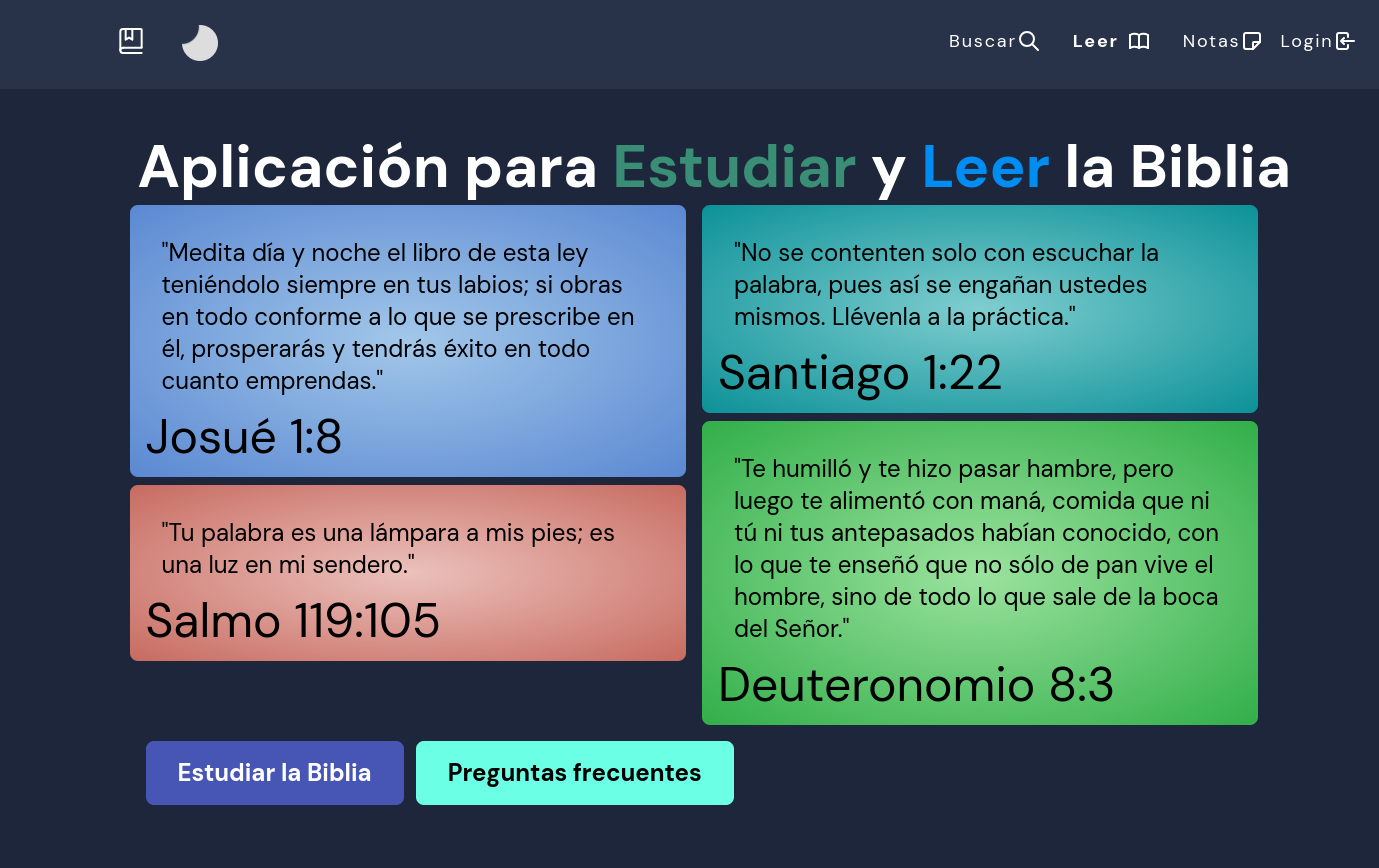 Buscar
Leer
Notas
Login
Aplicación para Estudiar y Leer la Biblia
"Medita día y noche el libro de esta ley
teniéndolo siempre en tus labios; si obras
en todo conforme a lo que se prescribe en
él, prosperarás y tendrás éxito en todo
cuanto emprendas."
Josué 1:8
"Tu palabra es una lámpara a mis pies; es
una luz en mi sendero."
Salmo 119:105
"No se contenten solo con escuchar la
palabra, pues así se engañan ustedes
mismos. Llévenla a la práctica."
Santiago 1:22
"Te humilló y te hizo pasar hambre, pero
luego te alimentó con maná, comida que ni
tú ni tus antepasados habían conocido, con
lo que te enseñó que no sólo de pan vive el
hombre, sino de todo lo que sale de la boca
del Señor."
Deuteronomio 8:3
Estudiar la Biblia
Preguntas frecuentes